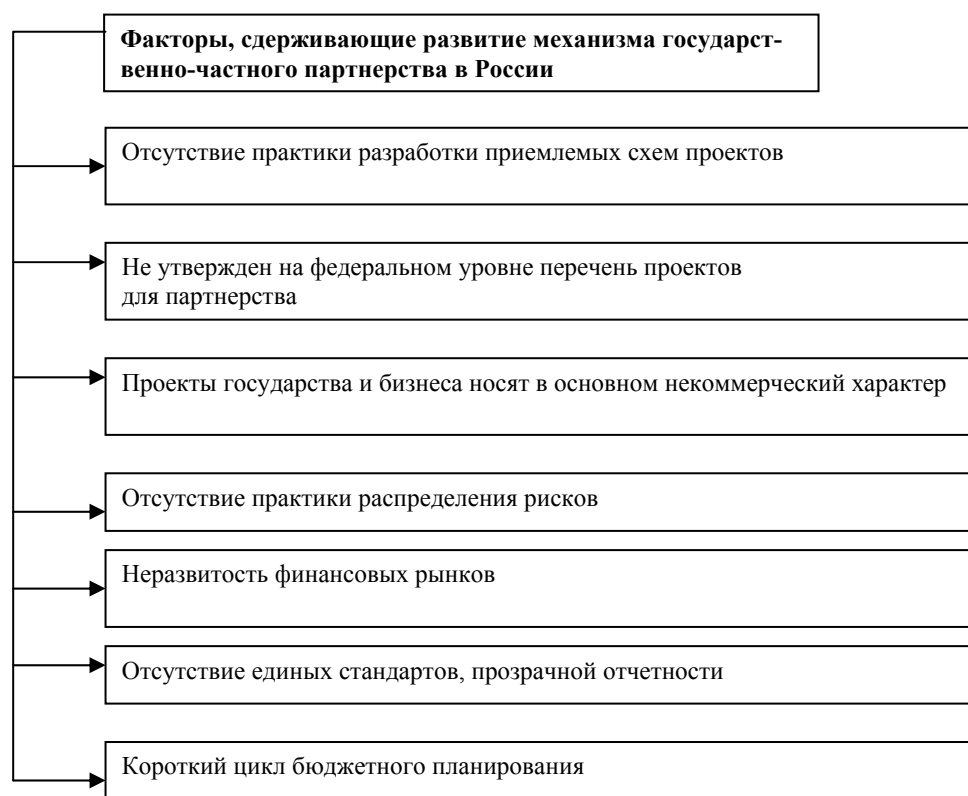 Факторы, сдерживающие развитие механизма государст-
венно-частного партнерства в России
Отсутствие практики разработки приемлемых схем проектов
Не утвержден на федеральном уровне перечень проектов
для партнерства
Проекты государства и бизнеса носят в основном некоммерческий характер
Отсутствие практики распределения рисков
Неразвитость финансовых рынков
Отсутствие единых стандартов, прозрачной отчетности
Короткий цикл бюджетного планирования